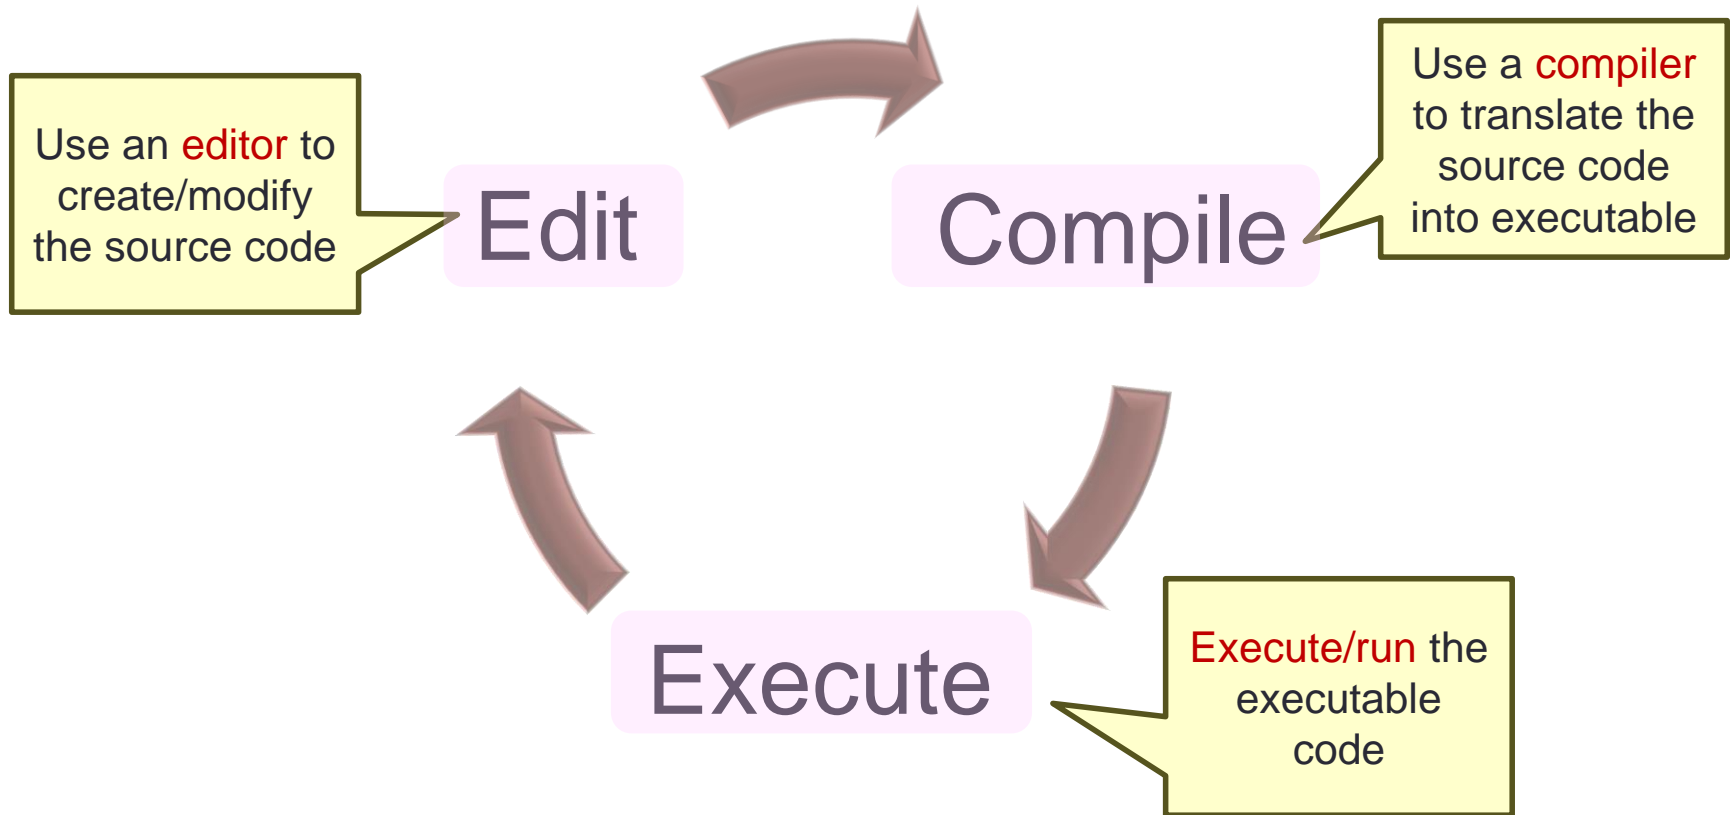 Use an editor to
create/modify
the source code
Edit
Compile
Use a compiler
to translate the
source code
into executable
Execute
Execute/run the
executable
code